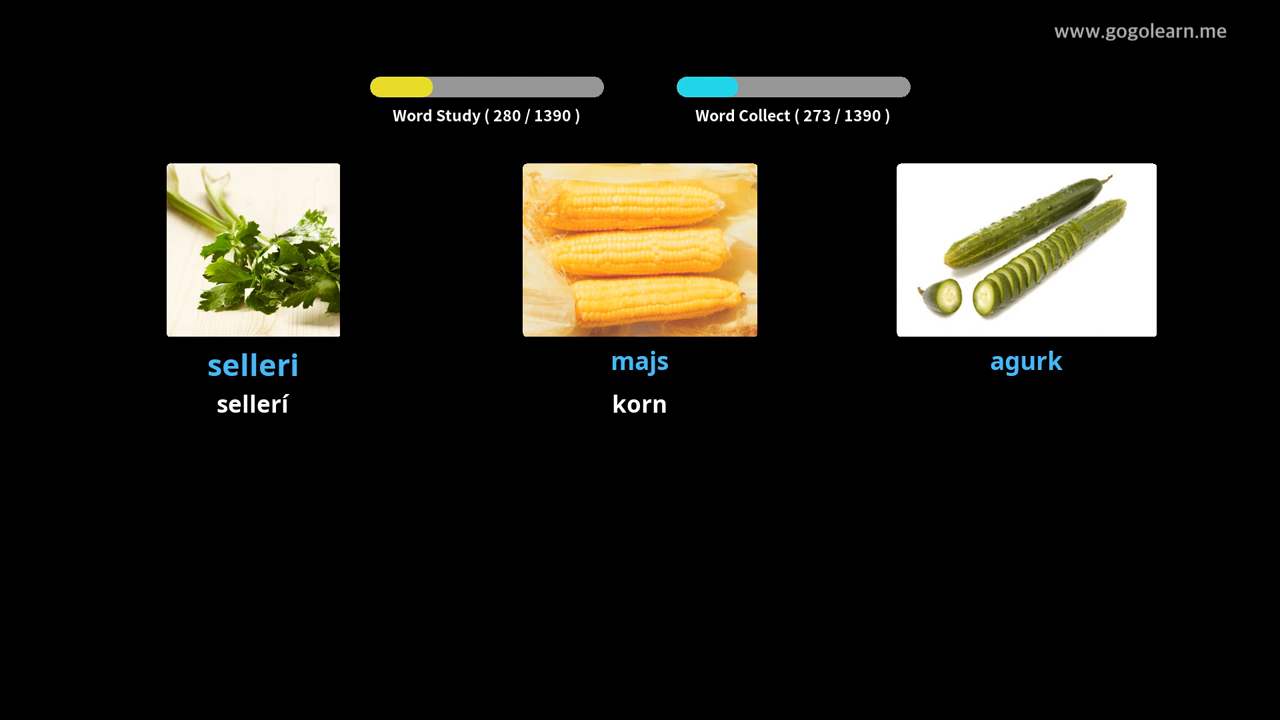 www.gogolearn.me
Word Study ( 280 / 1390 )
Word Collect ( 273 / 1390 )
selleri
majs
agurk
sellerí
korn